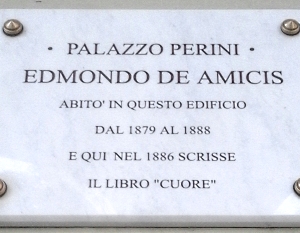 • PALAZZO PERINI •
EDMONDO DE AMICIS
ABITO' IN QUESTO EDIFICIO
DAL 1879 AL 1888
E QUI' NEL 1886 SCRISSE
IL LIBRO "CUORE"